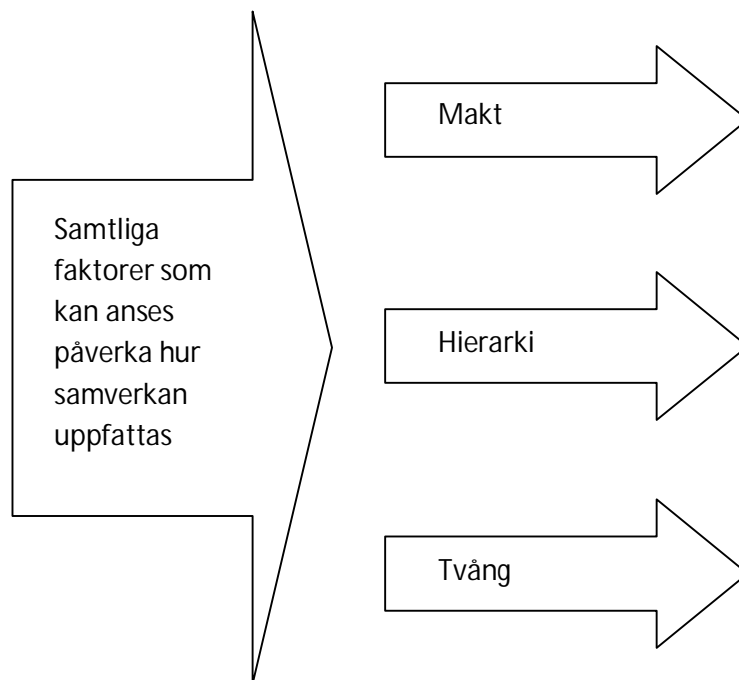 Samtliga
faktorer som
kan anses
påverka hur
samverkan
uppfattas
Makt
Hierarki
Tvång